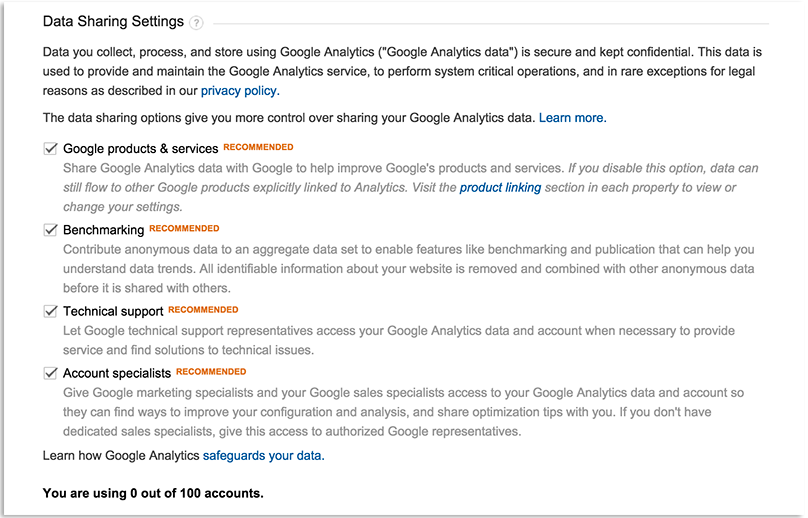 Data Sharing Settings ?
Data you collect, process, and store using Google Analytics ("Google Analytics data") is secure and kept confidential. This data is
used to provide and maintain the Google Analytics service, to perform system critical operations, and in rare exceptions for legal
reasons as described in our privacy policy.
The data sharing options give you more control over sharing your Google Analytics data. Learn more.
Google products & services RECOMMENDED
Share Google Analytics data with Google to help improve Google's products and services. If you disable this option, data can
still flow to other Google products explicitly linked to Analytics. Visit the product linking section in each property to view or
change your settings.
Benchmarking RECOMMENDED
Contribute anonymous data to an aggregate data set to enable features like benchmarking and publication that can help you
understand data trends. All identifiable information about your website is removed and combined with other anonymous data
before it is shared with others.
Technical support RECOMMENDED
Let Google technical support representatives access your Google Analytics data and account when necessary to provide
service and find solutions to technical issues.
Account specialists RECOMMENDED
Give Google marketing specialists and your Google sales specialists access to your Google Analytics data and account so
they can find ways to improve your configuration and analysis, and share optimization tips with you. If you don't have
dedicated sales specialists, give this access to authorized Google representatives.
Learn how Google Analytics safeguards your data.
You are using 0 out of 100 accounts.